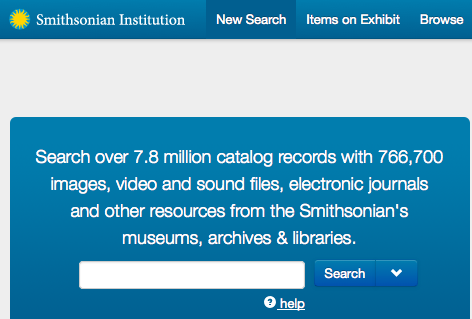 Smithsonian Institution New Search Items on Exhibit Browse
Search over 7.8 million catalog records with 766,700
images, video and sound files, electronic journals
and other resources from the Smithsonian's
museums, archives & libraries.
Search
? help